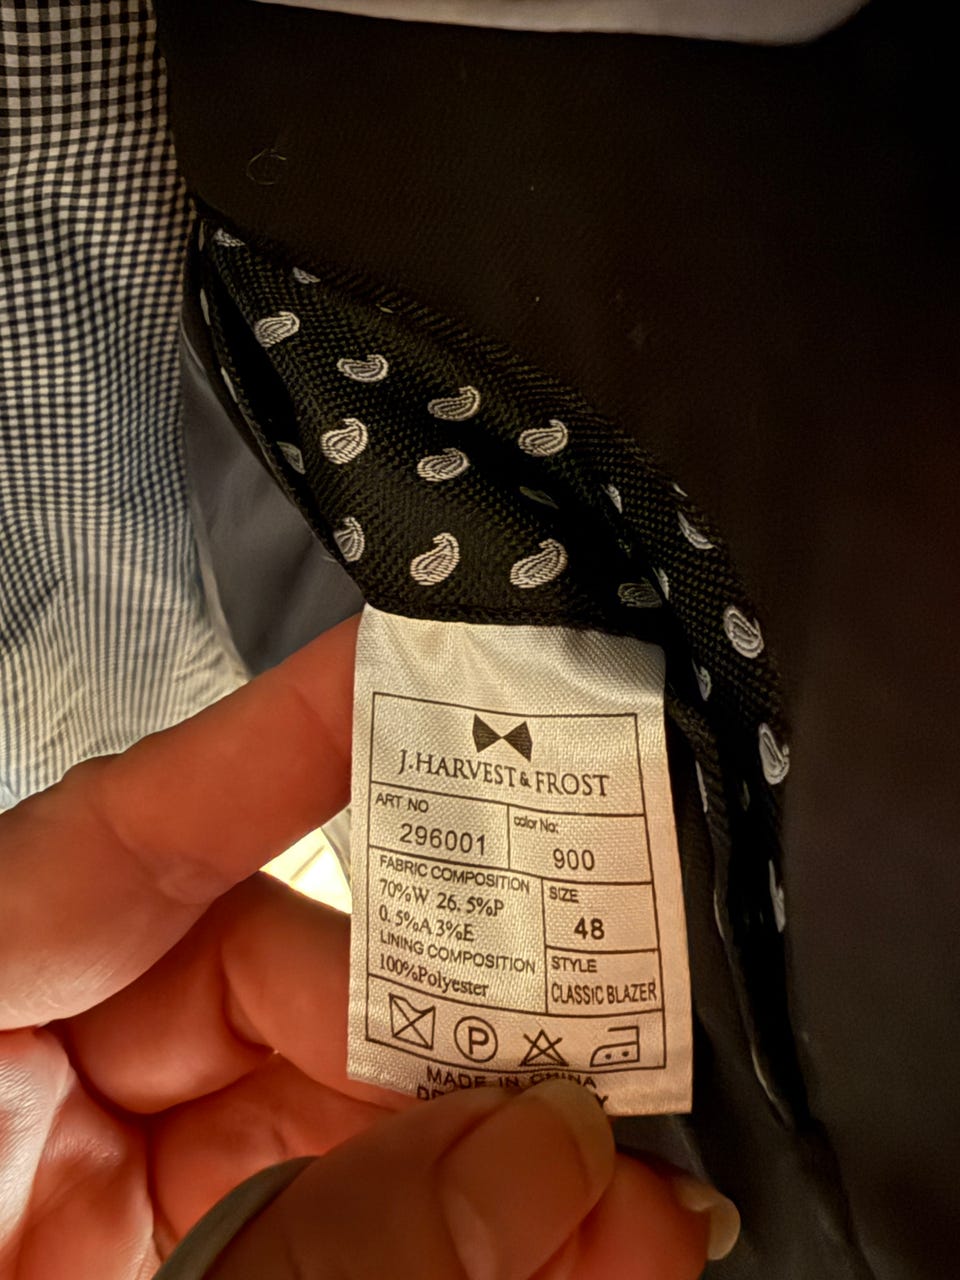 J.HARVEST & FROST
ART NO
296001
color No:
900
FABRIC COMPOSITION
70%W 26.5%P
0.5%A 3%E
LINING COMPOSITION
100%Polyester
SIZE
48
STYLE
CLASSIC BLAZER
P
MADE IN CHINA